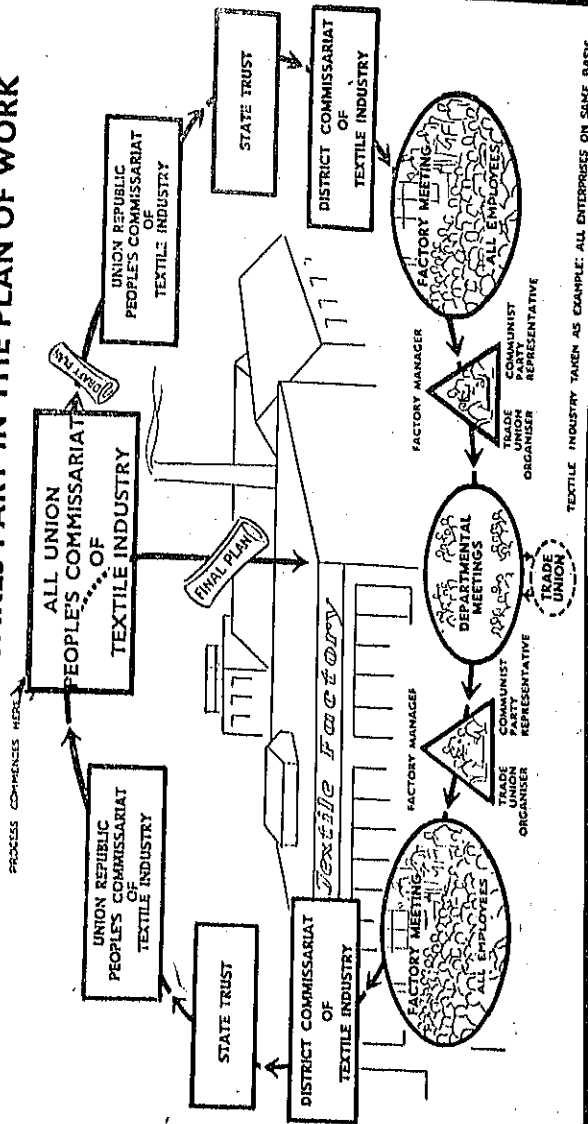 TAKES PART IN THE PLAN OF WORK
PROCESS COMMENCES HERE
ALL UNION
PEOPLE'S COMMISSARIAT
OF
TEXTILE INDUSTRY
DRAFT PLAN
UNION REPUBLIC
PEOPLE'S COMMISSARIAT
OF
TEXTILE INDUSTRY
STATE TRUST
DISTRICT COMMISSARIAT
OF
TEXTILE INDUSTRY
FACTORY MEETING
ALL EMPLOYEES
FACTORY MANAGER
TRADE
UNION
ORGANISER
COMMUNIST
PARTY
REPRESENTATIVE
DEPARTMENTAL
MEETINGS
TRADE
UNION
FACTORY MANAGER
TRADE
UNION
ORGANISER
COMMUNIST
PARTY
REPRESENTATIVE
FACTORY MEETING
ALL EMPLOYEES
DISTRICT COMMISSARIAT
OF
TEXTILE INDUSTRY
STATE TRUST
UNION REPUBLIC
PEOPLE'S COMMISSARIAT
OF
TEXTILE INDUSTRY
FINAL PLAN
Textile Factory
TEXTILE INDUSTRY TAKEN AS EXAMPLE: ALL ENTERPRISES ON SAME BASIS